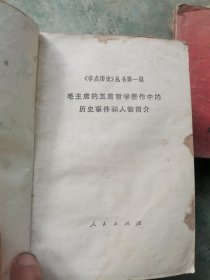 《学点历史》丛书第一辑
毛主席的五篇哲学著作中的
历史事件和人物简介
人民出版社